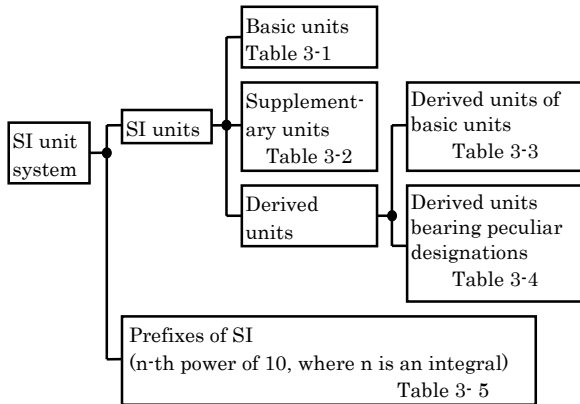 SI unit
system
SI units
Basic units
Table 3-1
Supplement-
ary units
Table 3-2
Derived
units
Derived units of
basic units
Table 3-3
Derived units
bearing peculiar
designations
Table 3-4
Prefixes of SI
(n-th power of 10, where n is an integral)
Table 3- 5